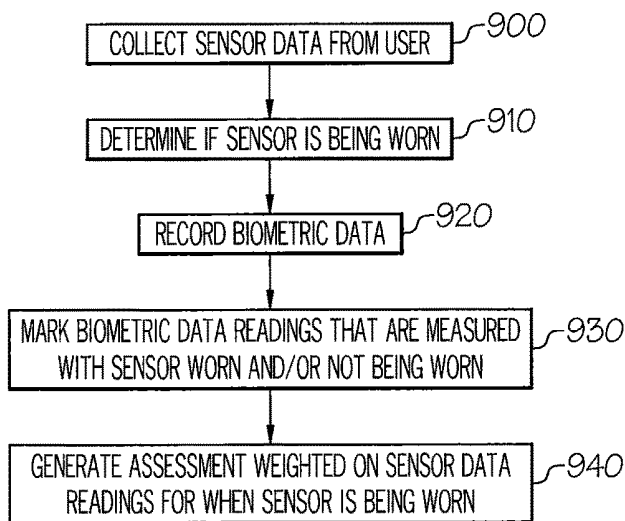 COLLECT SENSOR DATA FROM USER
900
DETERMINE IF SENSOR IS BEING WORN
910
RECORD BIOMETRIC DATA
920
MARK BIOMETRIC DATA READINGS THAT ARE MEASURED
WITH SENSOR WORN AND/OR NOT BEING WORN
930
GENERATE ASSESSMENT WEIGHTED ON SENSOR DATA
READINGS FOR WHEN SENSOR IS BEING WORN
940